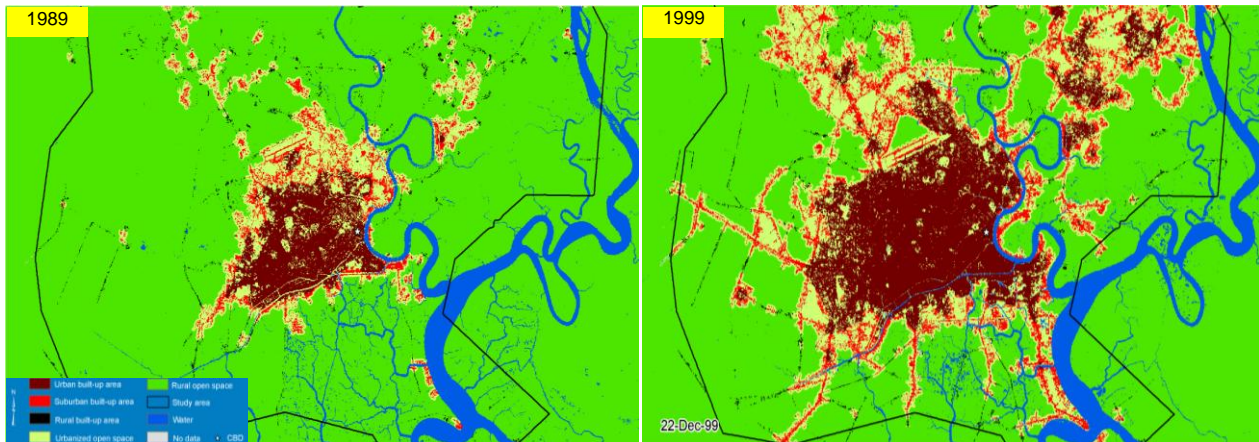 1989
1999
N
Urban built-up area
Rural open space
Suburban built-up area
Study area
Rural built-up area
Water
Urbanized open space
No data
CBD
22-Dec-99